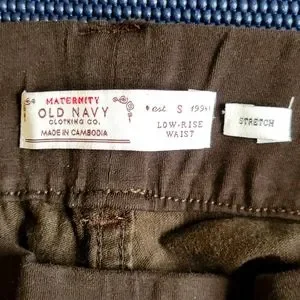 MATERNITY
OLD NAVY
CLOTHING CO.
MADE IN CAMBODIA
est S 1994
LOW-RISE
WAIST
STRETCH